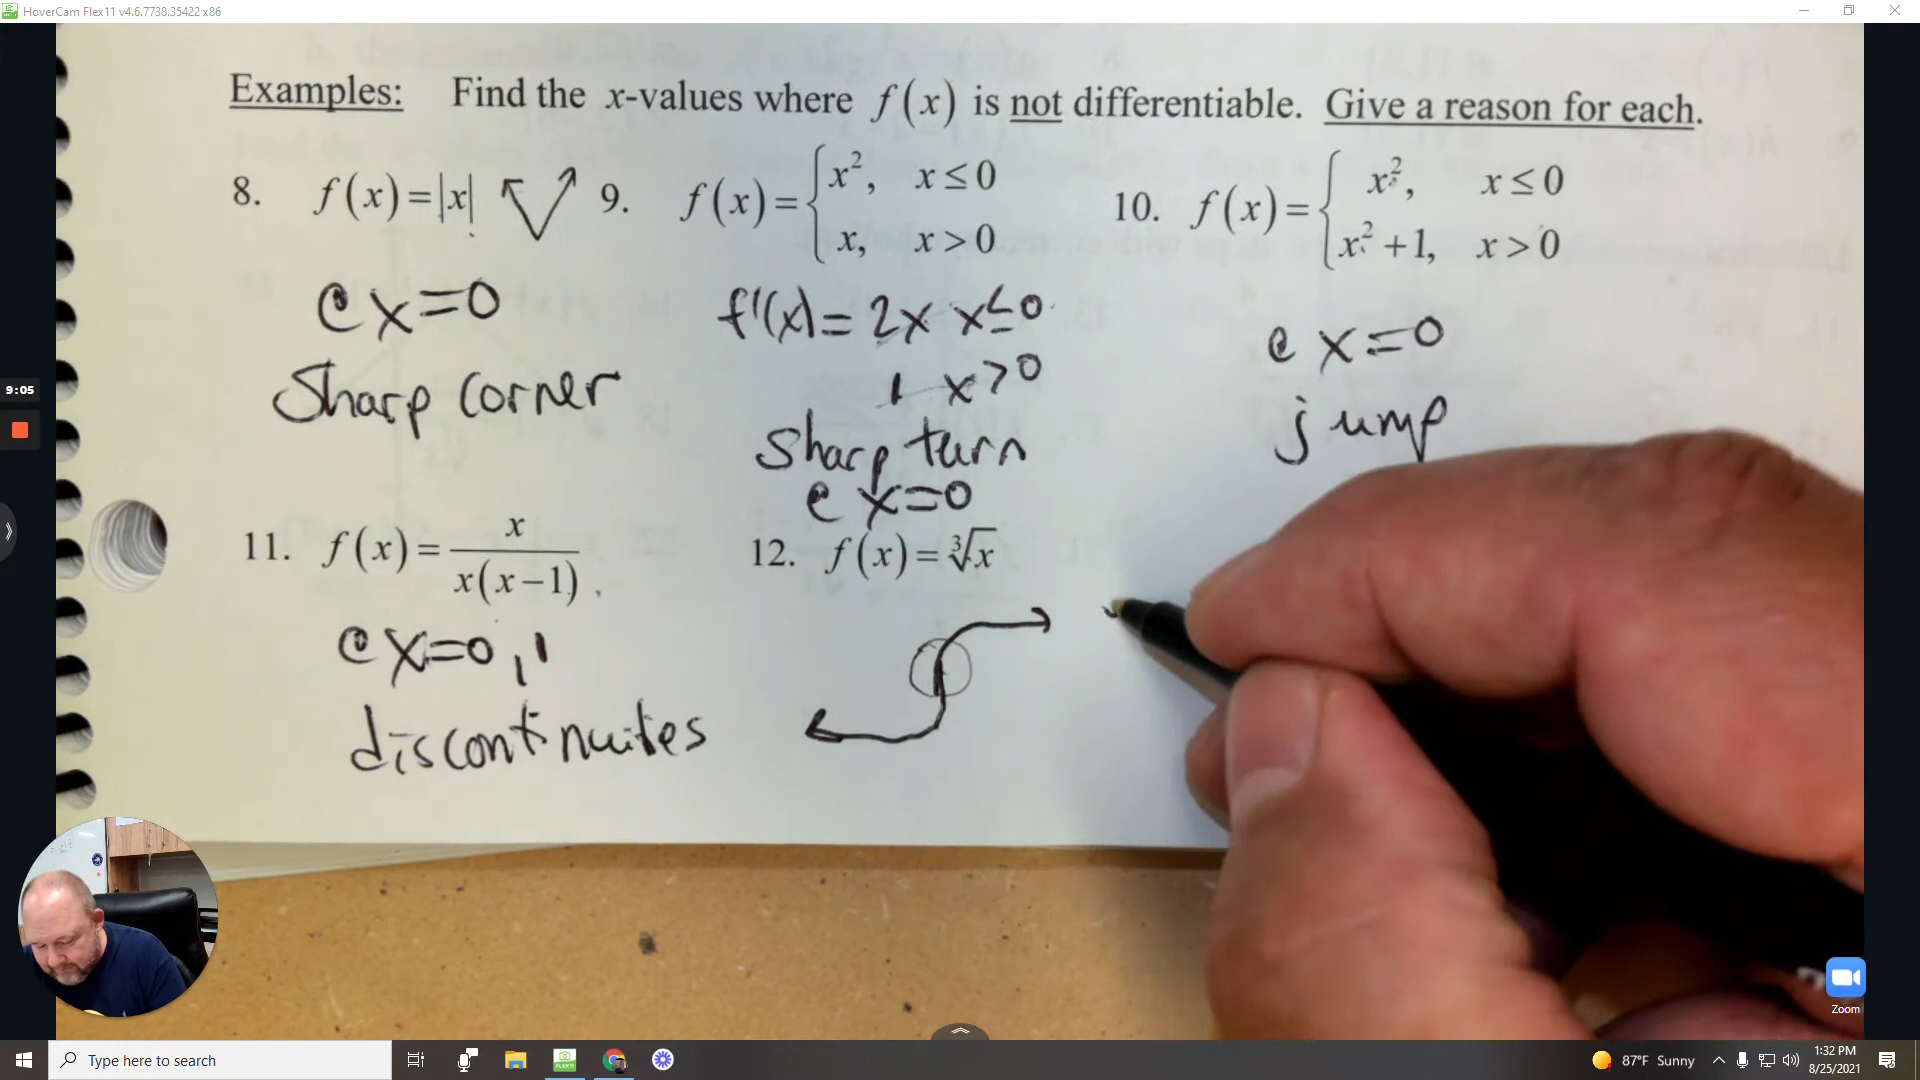 HoverCam Flex11 v4.6.7738.35422 x86
Examples: Find the x-values where f(x) is not differentiable. Give a reason for each.
8. f(x)=|x|
@ x=0
Sharp corner
9. f(x)={x², x≤0
x, x>0
f'(x)= 2x x≤0
1 x>0
Sharp turn
@ x=0
10. f(x)={x², x≤0
x²+1, x>0
@ x=0
jump
11. f(x)= x / x(x-1)
@ x=0, 1
discontinuites
12. f(x)=∛x
9:05
Zoom
Type here to search
FLEX11
87°F Sunny
1:32 PM
8/25/2021